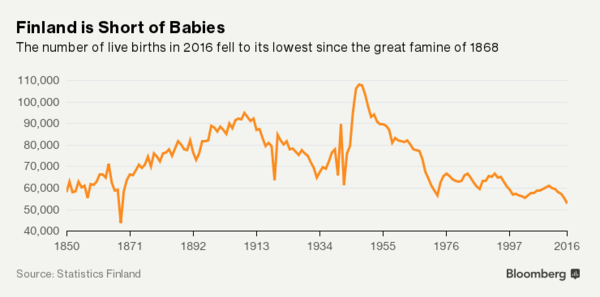 Finland is Short of Babies
The number of live births in 2016 fell to its lowest since the great famine of 1868
110,000
100,000
90,000
80,000
70,000
60,000
50,000
40,000
1850 1871 1892 1913 1934 1955 1976 1997 2016
Source: Statistics Finland
Bloomberg